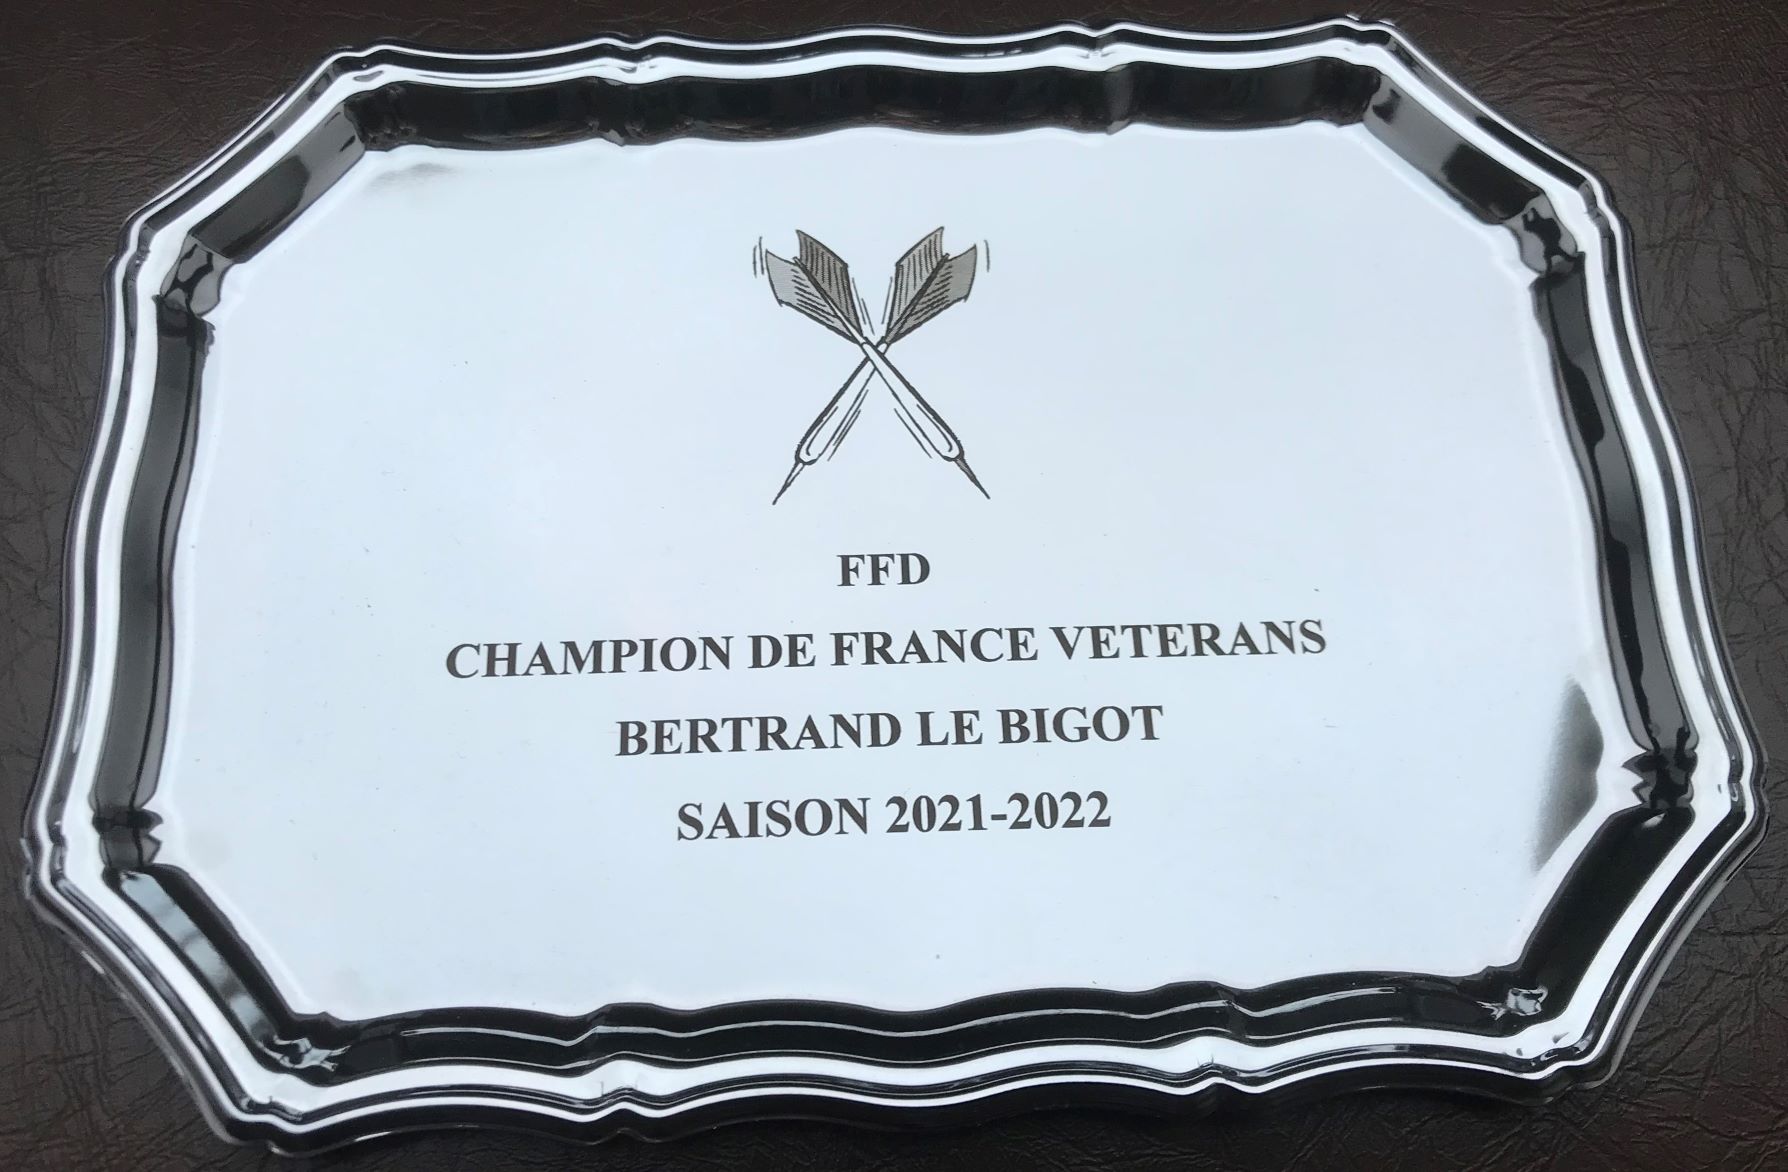 FFD
CHAMPION DE FRANCE VETERANS
BERTRAND LE BIGOT
SAISON 2021-2022